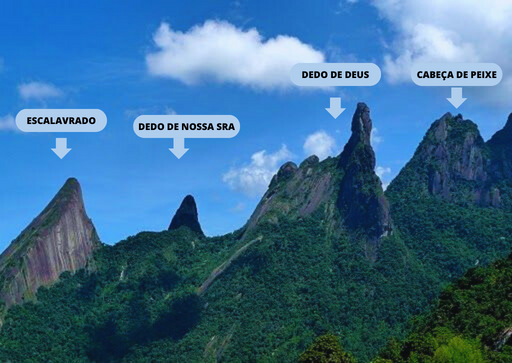 ESCALAVRADO
DEDO DE NOSSA SRA
DEDO DE DEUS
CABEÇA DE PEIXE